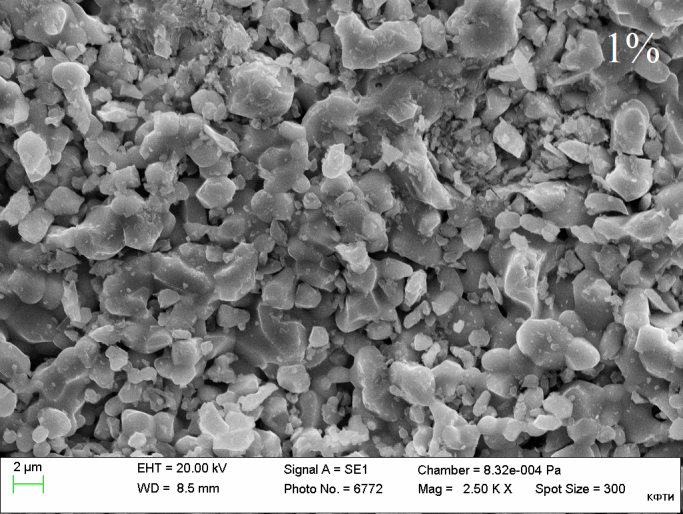 1%
2 µm
EHT = 20.00 kV Signal A = SE1 Chamber = 8.32e-004 Pa
WD = 8.5 mm Photo No. = 6772 Mag = 2.50 K X Spot Size = 300
КФТИ